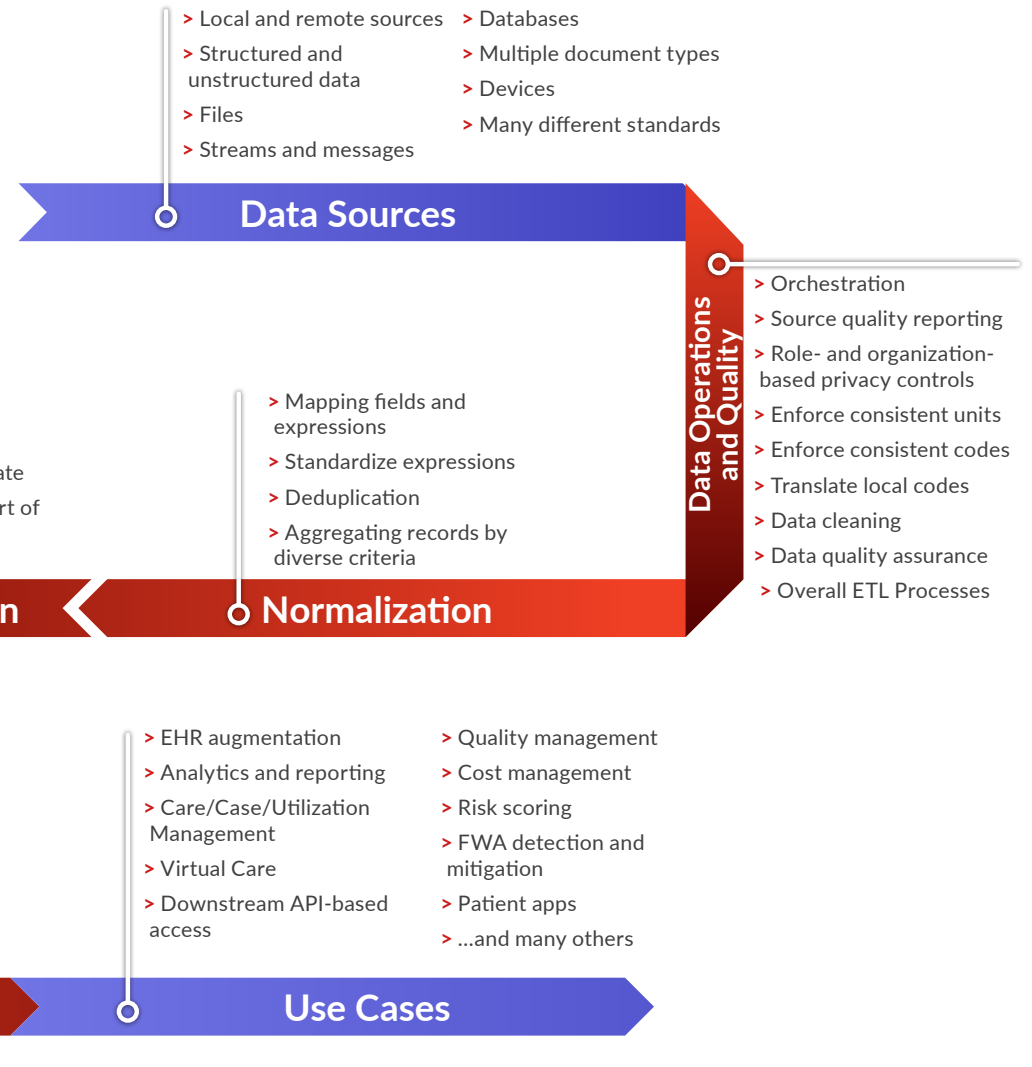 > Local and remote sources
> Structured and
unstructured data
> Files
> Streams and messages
> Databases
> Multiple document types
> Devices
> Many different standards
Data Sources
Data Operations
and Quality
> Orchestration
> Source quality reporting
> Role- and organization-
based privacy controls
> Enforce consistent units
> Enforce consistent codes
> Translate local codes
> Data cleaning
> Data quality assurance
> Overall ETL Processes
> Mapping fields and
expressions
> Standardize expressions
> Deduplication
> Aggregating records by
diverse criteria
ate
rt of
n
Normalization
> EHR augmentation
> Analytics and reporting
> Care/Case/Utilization
Management
> Virtual Care
> Downstream API-based
access
> Quality management
> Cost management
> Risk scoring
> FWA detection and
mitigation
> Patient apps
> ...and many others
Use Cases